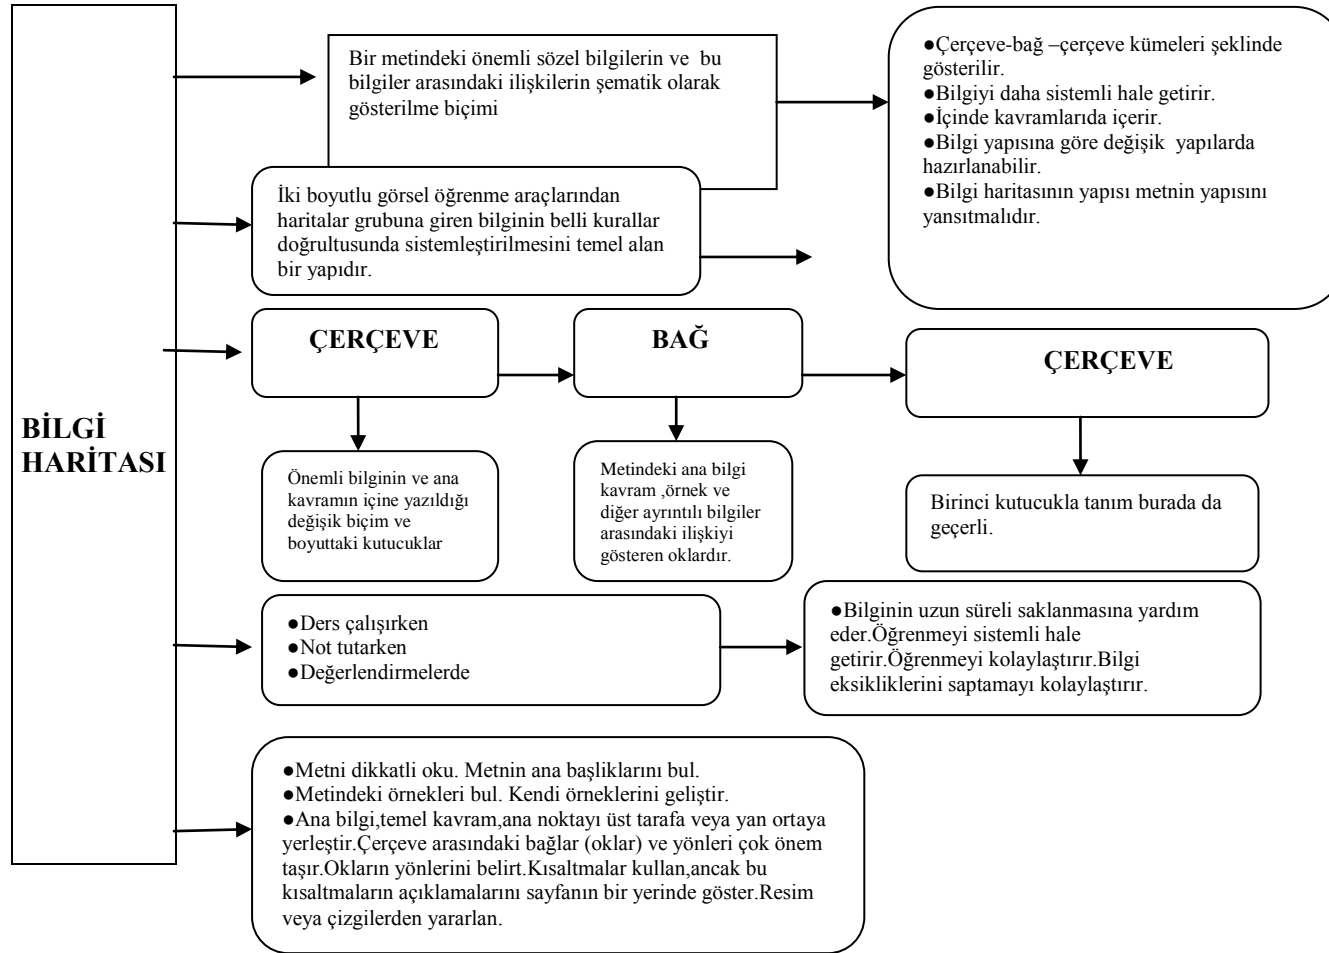 BİLGİ
HARİTASI
Bir metindeki önemli sözel bilgilerin ve  bu
bilgiler arasındaki ilişkilerin şematik olarak
gösterilme biçimi
●Çerçeve-bağ –çerçeve kümeleri şeklinde
gösterilir.
●Bilgiyi daha sistemli hale getirir.
●İçinde kavramlarıda içerir.
●Bilgi yapısına göre değişik  yapılarda
hazırlanabilir.
●Bilgi haritasının yapısı metnin yapısını
yansıtmalıdır.
İki boyutlu görsel öğrenme araçlarından
haritalar grubuna giren bilginin belli kurallar
doğrultusunda sistemleştirilmesini temel alan
bir yapıdır.
ÇERÇEVE
BAĞ
ÇERÇEVE
Önemli bilginin ve ana
kavramın içine yazıldığı
değişik biçim ve
boyuttaki kutucuklar
Metindeki ana bilgi
kavram ,örnek ve
diğer ayrıntılı bilgiler
arasındaki ilişkiyi
gösteren oklardır.
Birinci kutucukla tanım burada da
geçerli.
●Ders çalışırken
●Not tutarken
●Değerlendirmelerde
●Bilginin uzun süreli saklanmasına yardım
eder.Öğrenmeyi sistemli hale
getirir.Öğrenmeyi kolaylaştırır.Bilgi
eksikliklerini saptamayı kolaylaştırır.
●Metni dikkatli oku. Metnin ana başliklarını bul.
●Metindeki örnekleri bul. Kendi örneklerini geliştir.
●Ana bilgi,temel kavram,ana noktayı üst tarafa veya yan ortaya
yerleştir.Çerçeve arasındaki bağlar (oklar) ve yönleri çok önem
taşır.Okların yönlerini belirt.Kısaltmalar kullan,ancak bu
kısaltmaların açıklamalarını sayfanın bir yerinde göster.Resim
veya çizgilerden yararlan.